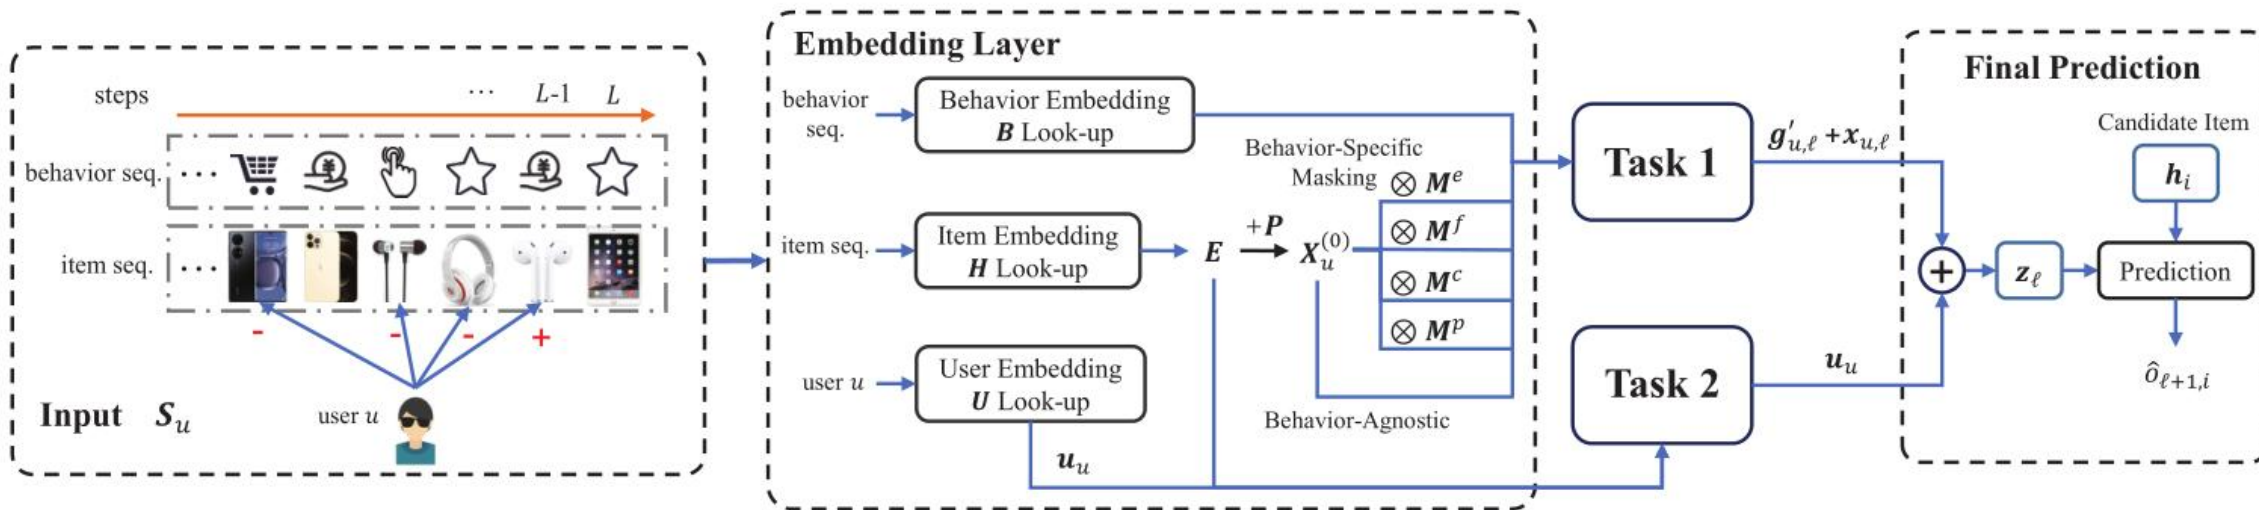 steps
··· L-1 L
behavior seq.
···
item seq.
···
- - - +
user u
Input S_u
Embedding Layer
behavior
seq.
Behavior Embedding
B Look-up
item seq.
Item Embedding
H Look-up
E
+P
X_u^{(0)}
Behavior-Specific
Masking
⊗ M^e
⊗ M^f
⊗ M^c
⊗ M^p
user u
User Embedding
U Look-up
Behavior-Agnostic
u_u
Task 1
g'_{u,ℓ} + x_{u,ℓ}
Task 2
u_u
Final Prediction
Candidate Item
h_i
+
z_ℓ
Prediction
ô_{ℓ+1,i}